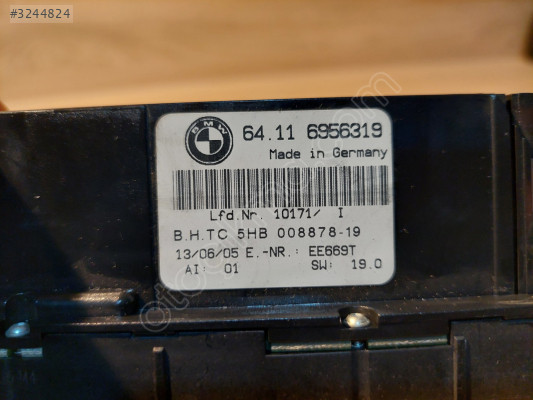 #3244824
BMW
64.11 6956319
Made in Germany
Lfd.Nr. 10171/ I
B.H.TC 5HB 008878-19
13/06/05 E.-NR.: EE669T
AI: 01 SW: 19.0